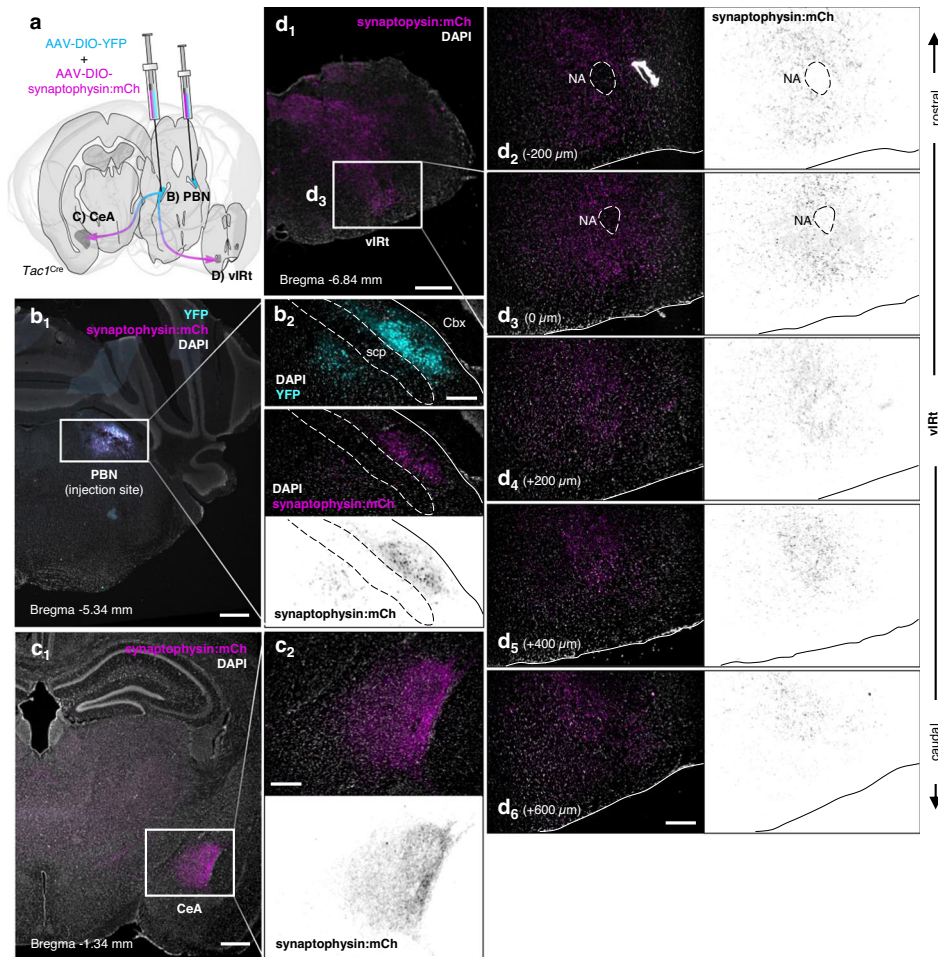 a
AAV-DIO-YFP
+
AAV-DIO-
synaptophysin:mCh
B) PBN
C) CeA
D) vIRt
Tac1Cre
b1
YFP
synaptophysin:mCh
DAPI
PBN
(injection site)
Bregma -5.34 mm
c1
synaptophysin:mCh
DAPI
CeA
Bregma -1.34 mm
d1
synaptopysin:mCh
DAPI
d3
vIRt
Bregma -6.84 mm
b2
Cbx
scp
DAPI
YFP
DAPI
synaptophysin:mCh
synaptophysin:mCh
c2
synaptophysin:mCh
synaptophysin:mCh
NA
NA
d2 (-200 µm)
NA
NA
d3 (0 µm)
d4 (+200 µm)
d5 (+400 µm)
d6 (+600 µm)
rostral
vIRt
caudal